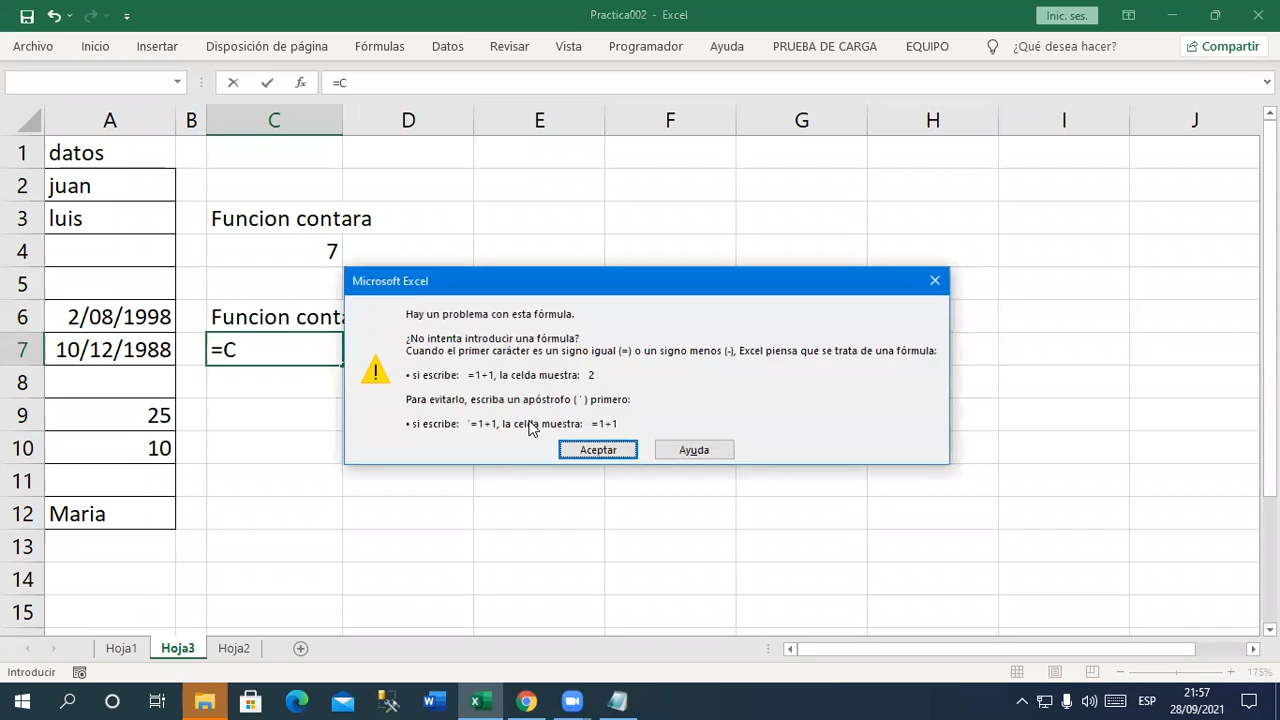 Practica002 - Excel
Inic. ses.
Archivo Inicio Insertar Disposición de página Fórmulas Datos Revisar Vista Programador Ayuda PRUEBA DE CARGA EQUIPO ¿Qué desea hacer? Compartir
fx =C
A B C D E F G H I J
1 datos
2 juan
3 luis Funcion contara
4 7
5
6 2/08/1998 Funcion conta
7 10/12/1988 =C
8
9 25
10 10
11
12 Maria
13
14
15
Microsoft Excel
Hay un problema con esta fórmula.
¿No intenta introducir una fórmula?
Cuando el primer carácter es un signo igual (=) o un signo menos (-), Excel piensa que se trata de una fórmula:
• si escribe: =1+1, la celda muestra: 2
Para evitarlo, escriba un apóstrofo ( ' ) primero:
• si escribe: '=1+1, la celda muestra: =1+1
Aceptar Ayuda
Hoja1 Hoja3 Hoja2
Introducir 175%
ESP 21:57
28/09/2021